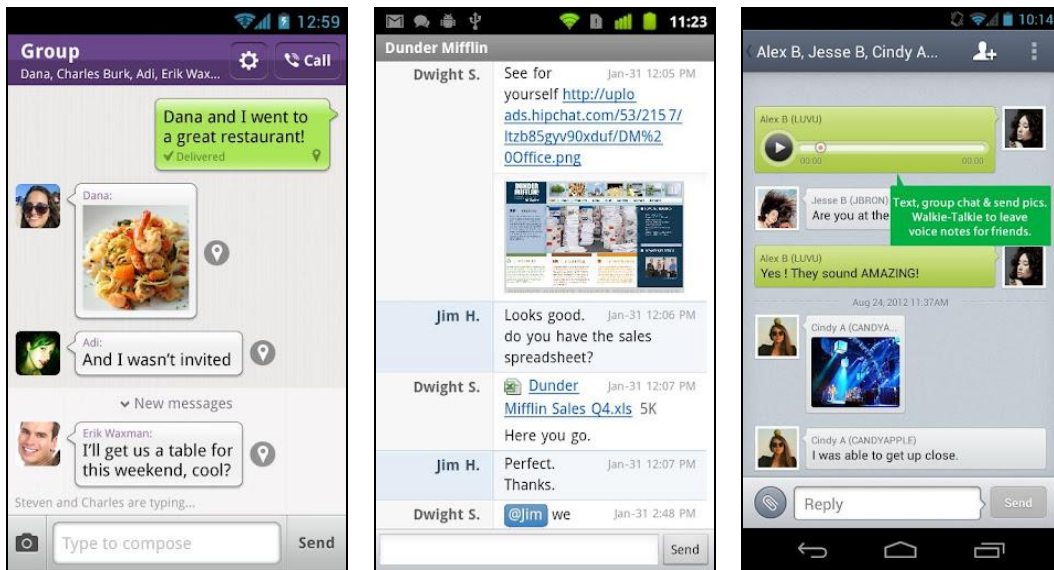 12:59
Group
Dana, Charles Burk, Adi, Erik Wax...
Call
Dana and I went to
a great restaurant!
Delivered
Dana:
Adi:
And I wasn't invited
New messages
Erik Waxman:
I'll get us a table for
this weekend, cool?
Steven and Charles are typing...
Type to compose
Send
11:23
Dunder Mifflin
Dwight S.
See for
Jan-31 12:05 PM
yourself http://uplo
ads.hipchat.com/53/2157/
ltzb85gyv90xduf/DM%2
0Office.png
DUNDER
MIFFLIN
Jim H.
Looks good.
Jan-31 12:06 PM
do you have the sales
spreadsheet?
Dwight S.
Dunder
Jan-31 12:07 PM
Mifflin Sales Q4.xls 5K
Here you go.
Jim H.
Perfect.
Jan-31 12:07 PM
Thanks.
Dwight S.
@Jim we
Jan-31 2:48 PM
Send
10:14
Alex B, Jesse B, Cindy A...
Alex B (LUVU)
00:00
00:00
Jesse B (JBRON)
Are you at the
Text, group chat & send pics.
Walkie-Talkie to leave
voice notes for friends.
Alex B (LUVU)
Yes ! They sound AMAZING!
Aug 24, 2012 11:37AM
Cindy A (CANDYA...
Cindy A (CANDYAPPLE)
I was able to get up close.
Reply
Send